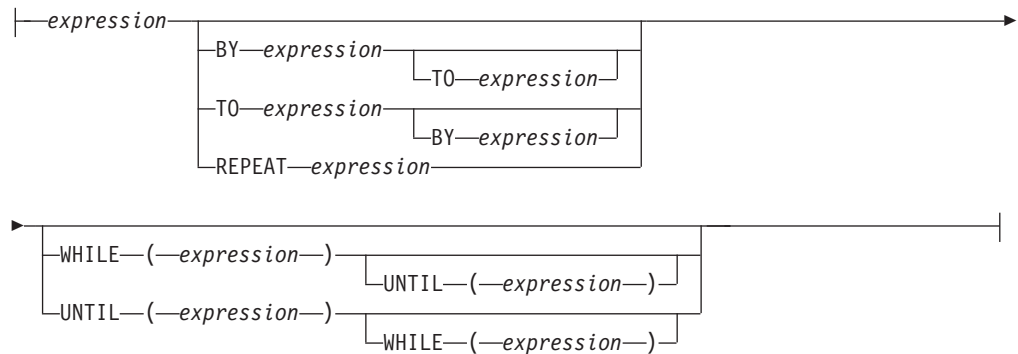 expression
BY expression
TO expression
TO expression
BY expression
REPEAT expression
WHILE ( expression )
UNTIL ( expression )
UNTIL ( expression )
WHILE ( expression )